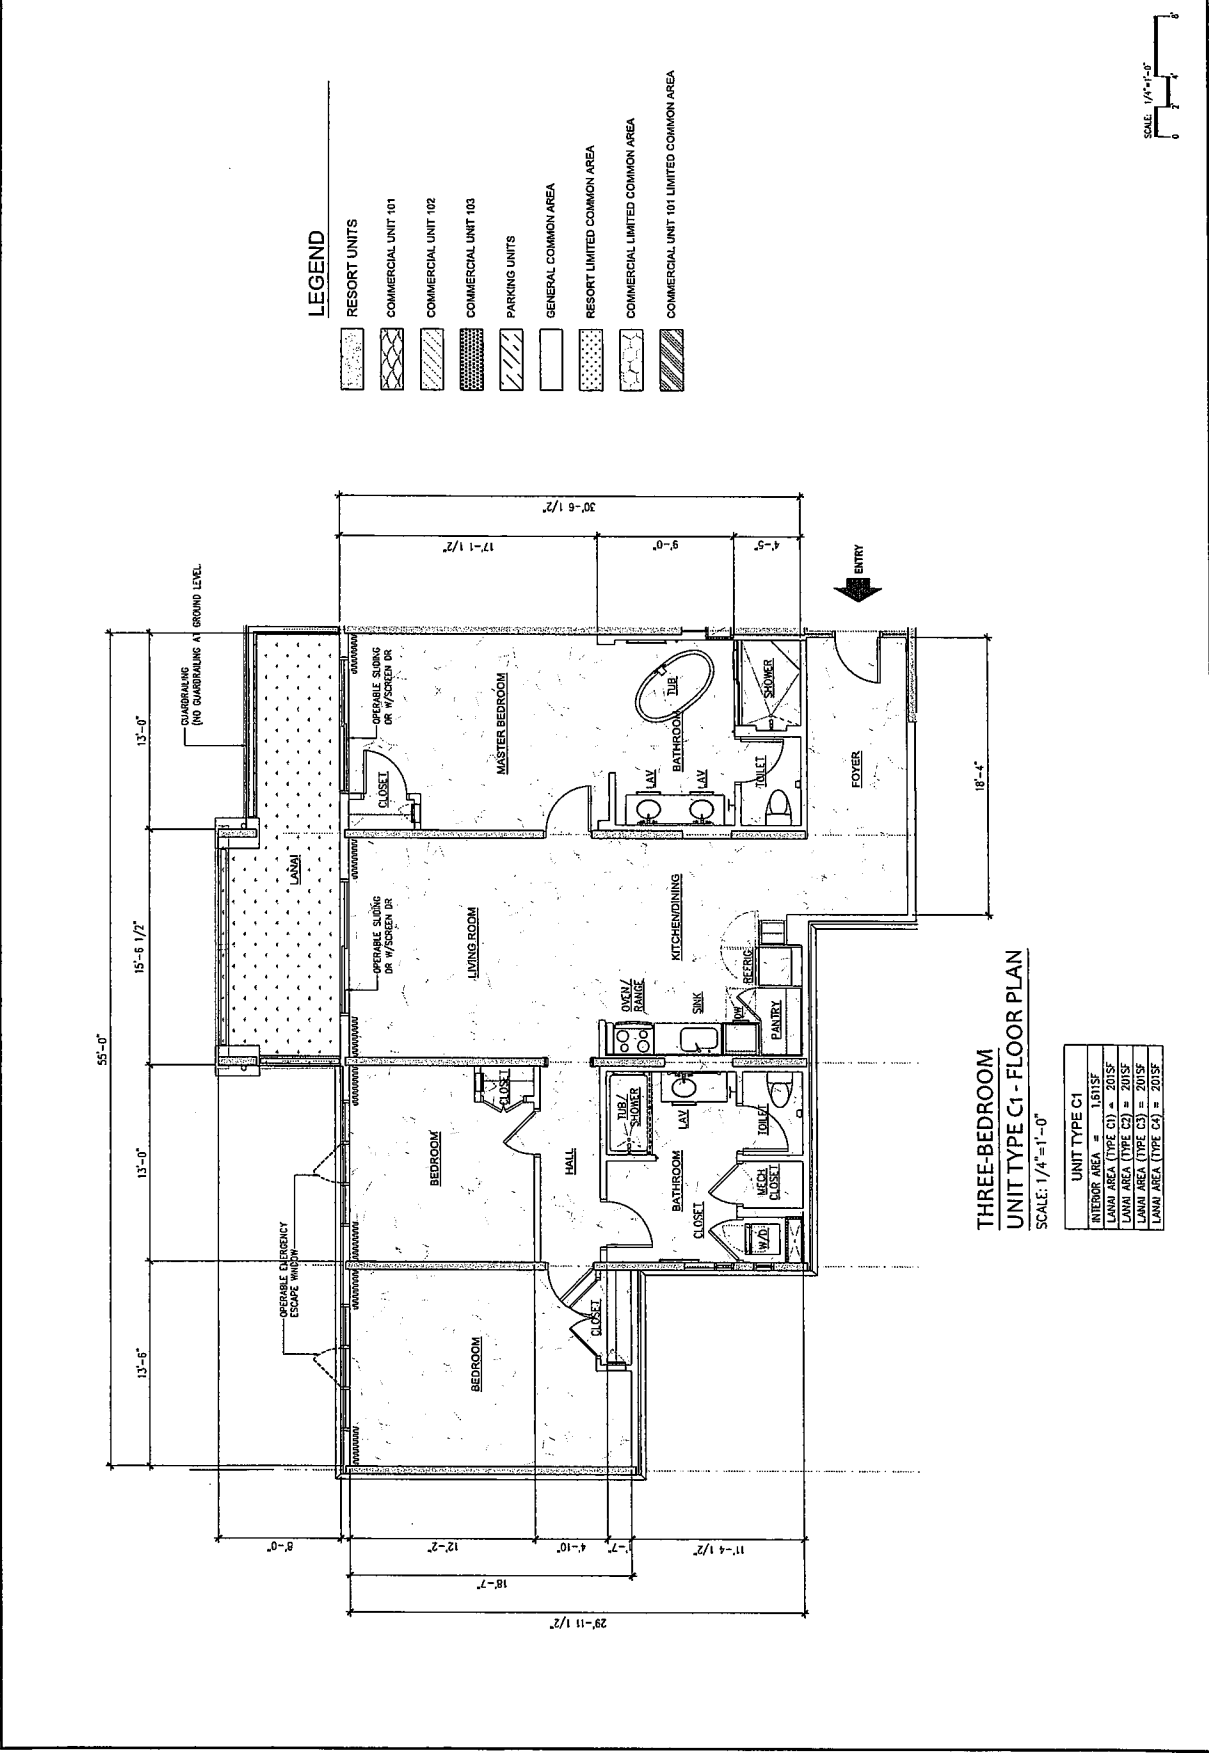 SCALE: 1/4"=1'-0"
0 2' 4' 8'
LEGEND
RESORT UNITS
COMMERCIAL UNIT 101
COMMERCIAL UNIT 102
COMMERCIAL UNIT 103
PARKING UNITS
GENERAL COMMON AREA
RESORT LIMITED COMMON AREA
COMMERCIAL LIMITED COMMON AREA
COMMERCIAL UNIT 101 LIMITED COMMON AREA
55'-0"
13'-6"
13'-0"
15'-6 1/2"
13'-0"
GUARDRAILING
(NO GUARDRAILING AT GROUND LEVEL.
OPERABLE EMERGENCY
ESCAPE WINDOW
LANAI
OPERABLE SLIDING
DR W/SCREEN DR
OPERABLE SLIDING
DR W/SCREEN DR
CLOSET
MASTER BEDROOM
LIVING ROOM
BEDROOM
CLOSET
BEDROOM
HALL
CLOSET
TUB/
SHOWER
LAV
BATHROOM
TOILET
MECH
CLOSET
CLOSET
W/D
OVEN/
RANGE
SINK
DW
PANTRY
REFRIG
KITCHEN/DINING
LAV
LAV
BATHROOM
TUB
TOILET
SHOWER
FOYER
ENTRY
30'-6 1/2"
17'-1 1/2"
9'-0"
4'-5"
18'-4"
8'-0"
12'-2"
4'-10"
1'-7"
11'-4 1/2"
18'-7"
29'-11 1/2"
THREE-BEDROOM
UNIT TYPE C1 - FLOOR PLAN
SCALE: 1/4"=1'-0"
UNIT TYPE C1
INTERIOR AREA = 1,611SF
LANAI AREA (TYPE C1) = 201SF
LANAI AREA (TYPE C2) = 201SF
LANAI AREA (TYPE C3) = 201SF
LANAI AREA (TYPE C4) = 201SF